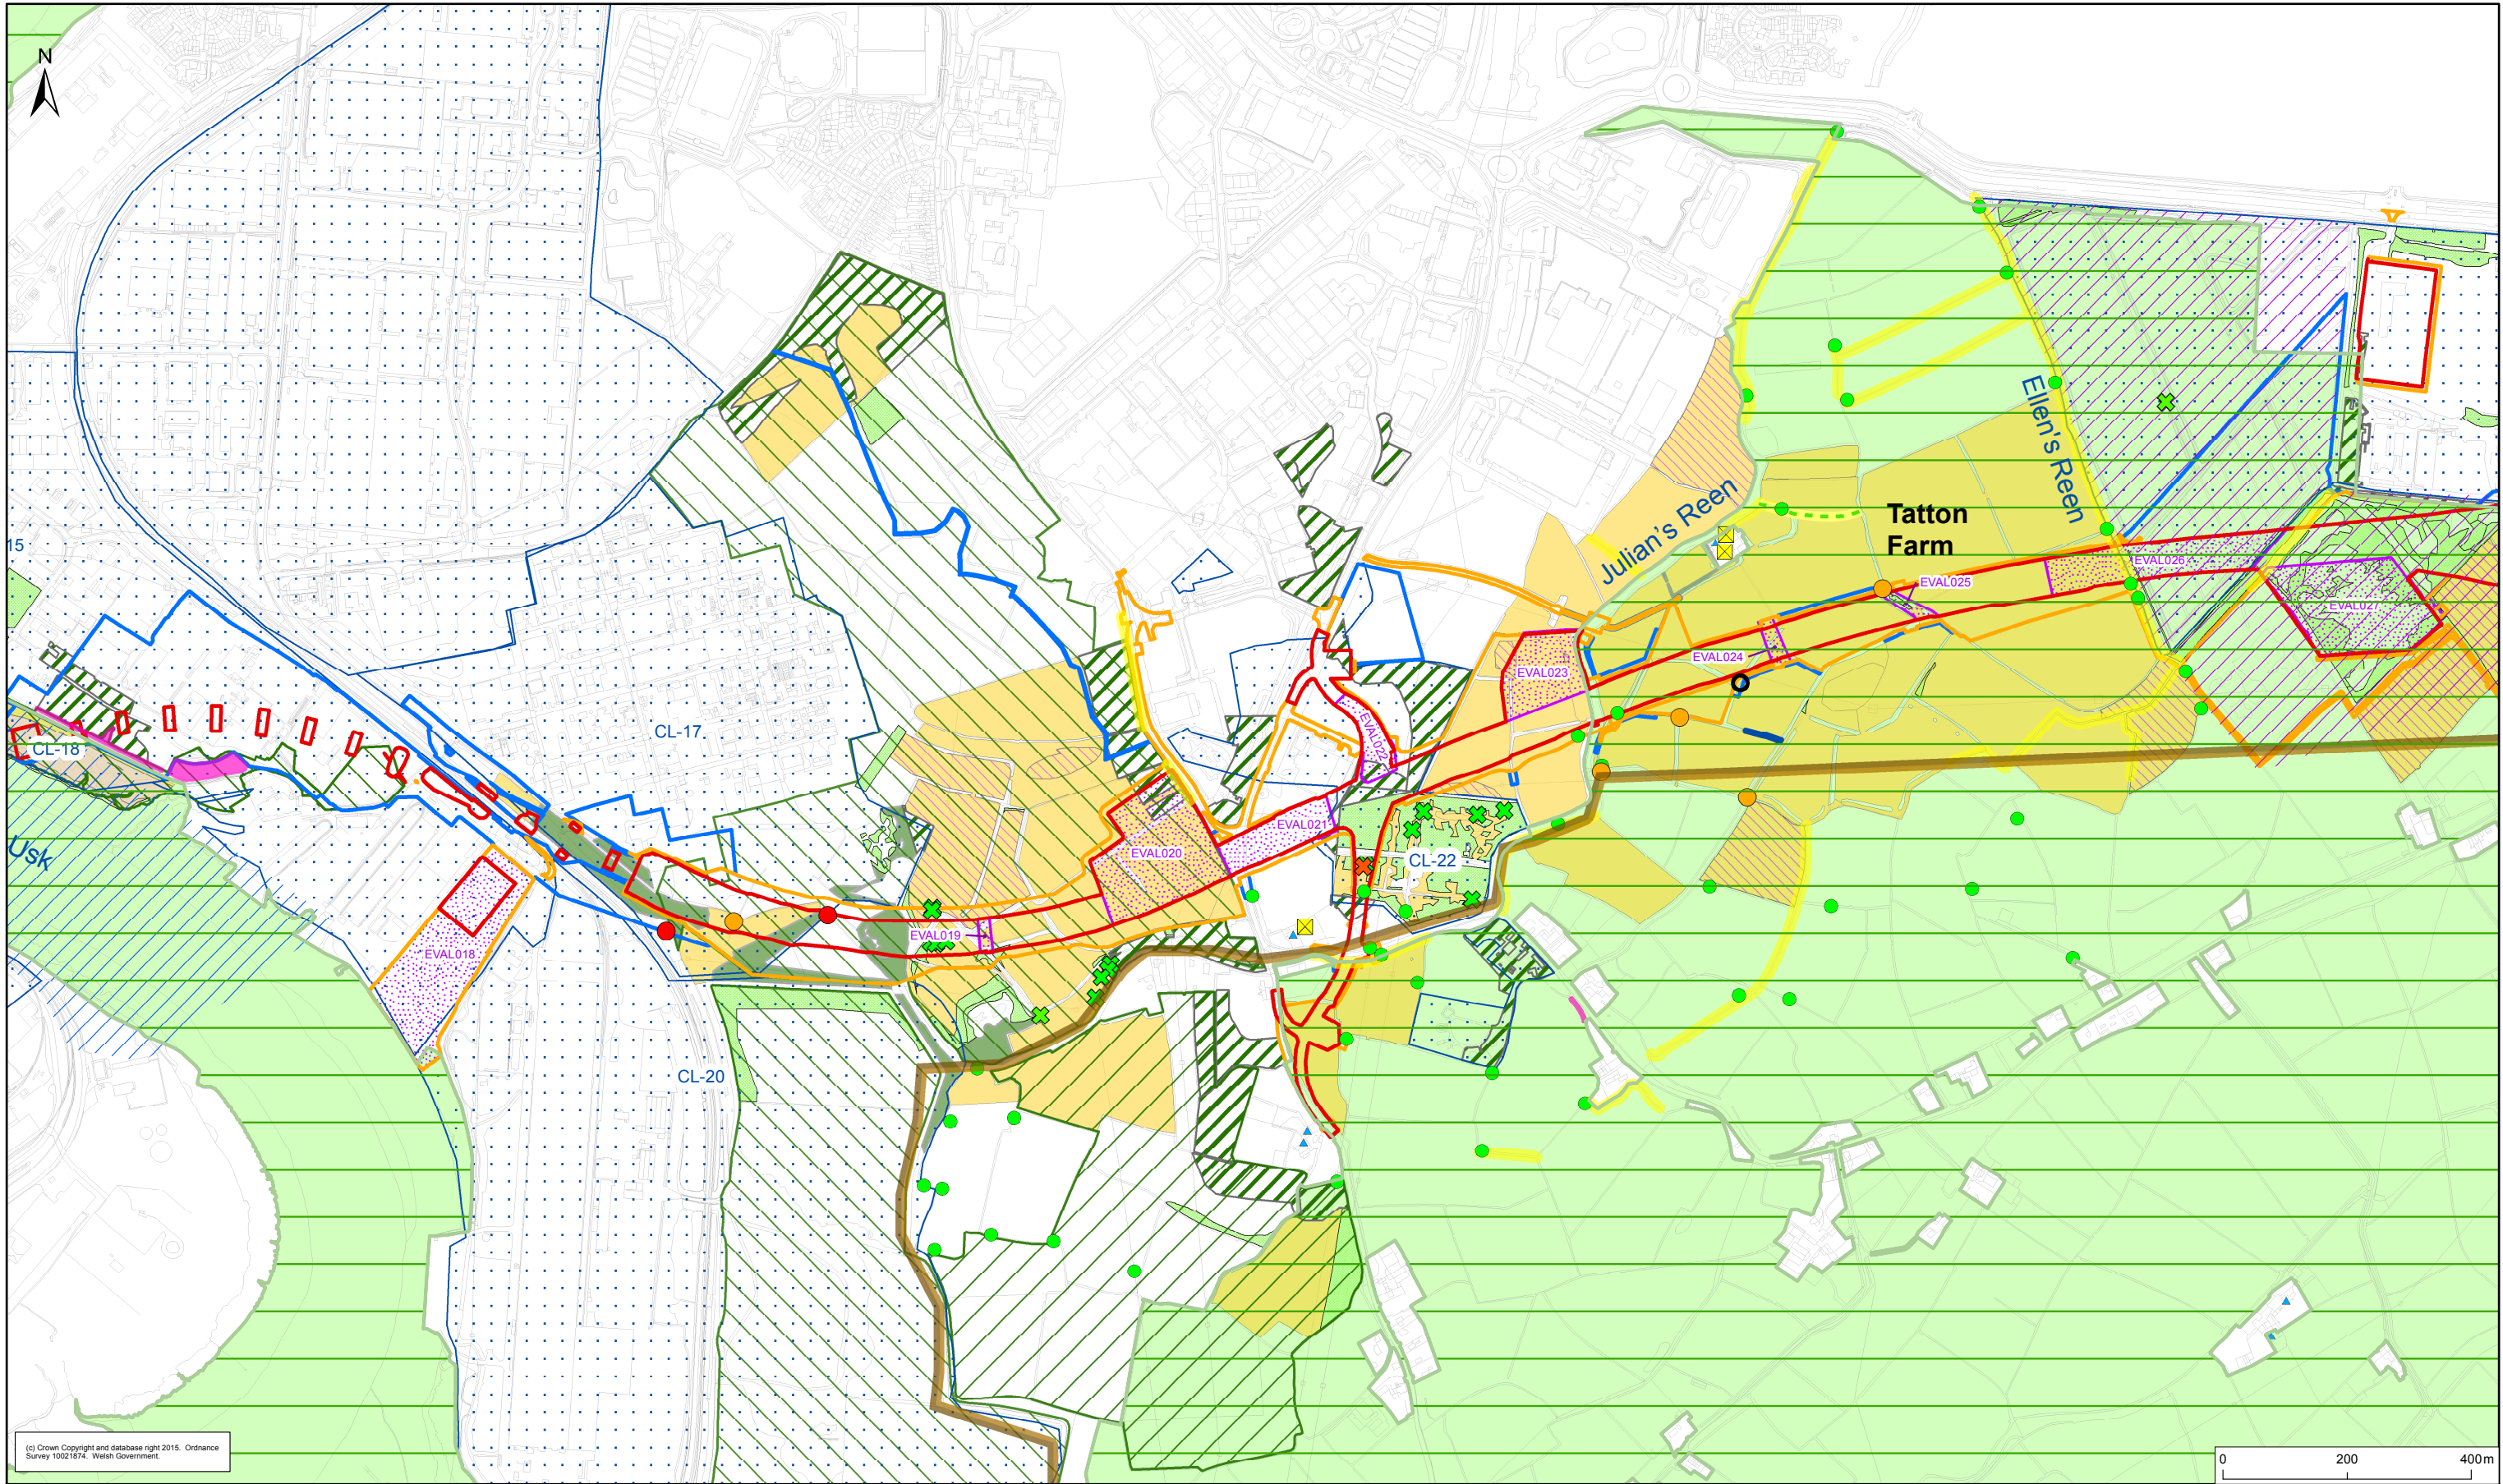 N
Ellen's Reen
Julian's Reen
Tatton
Farm
15
EVAL025
EVAL026
EVAL027
EVAL024
EVAL023
CL-17
EVAL022
CL-18
EVAL021
EVAL020
CL-22
Usk
EVAL019
EVAL018
CL-20
(c) Crown Copyright and database right 2015. Ordnance
Survey 10021874. Welsh Government.
0 200 400m